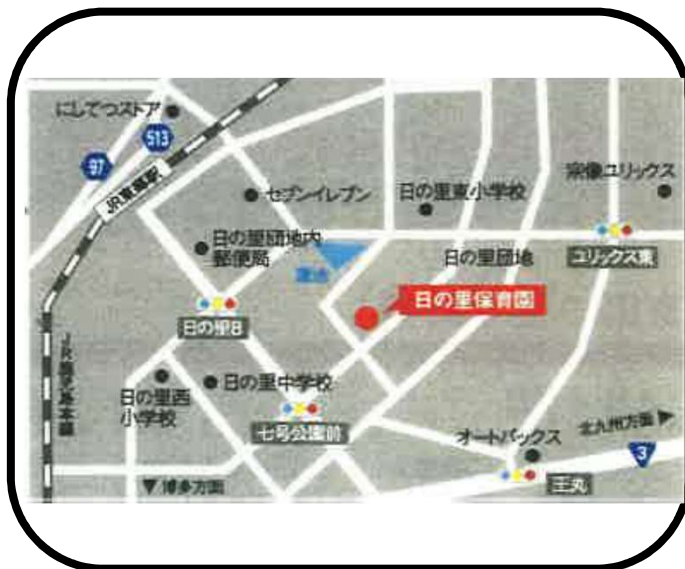 にしてつストア
513
97
JR東郷駅
セブンイレブン
日の里東小学校
宗像ユリックス
日の里団地内
郵便局
日の里団地
ユリックス東
日の里保育園
日の里8
JR鹿児島本線
日の里西
小学校
日の里中学校
七号公園前
オートバックス
北九州方面
3
博多方面
王丸